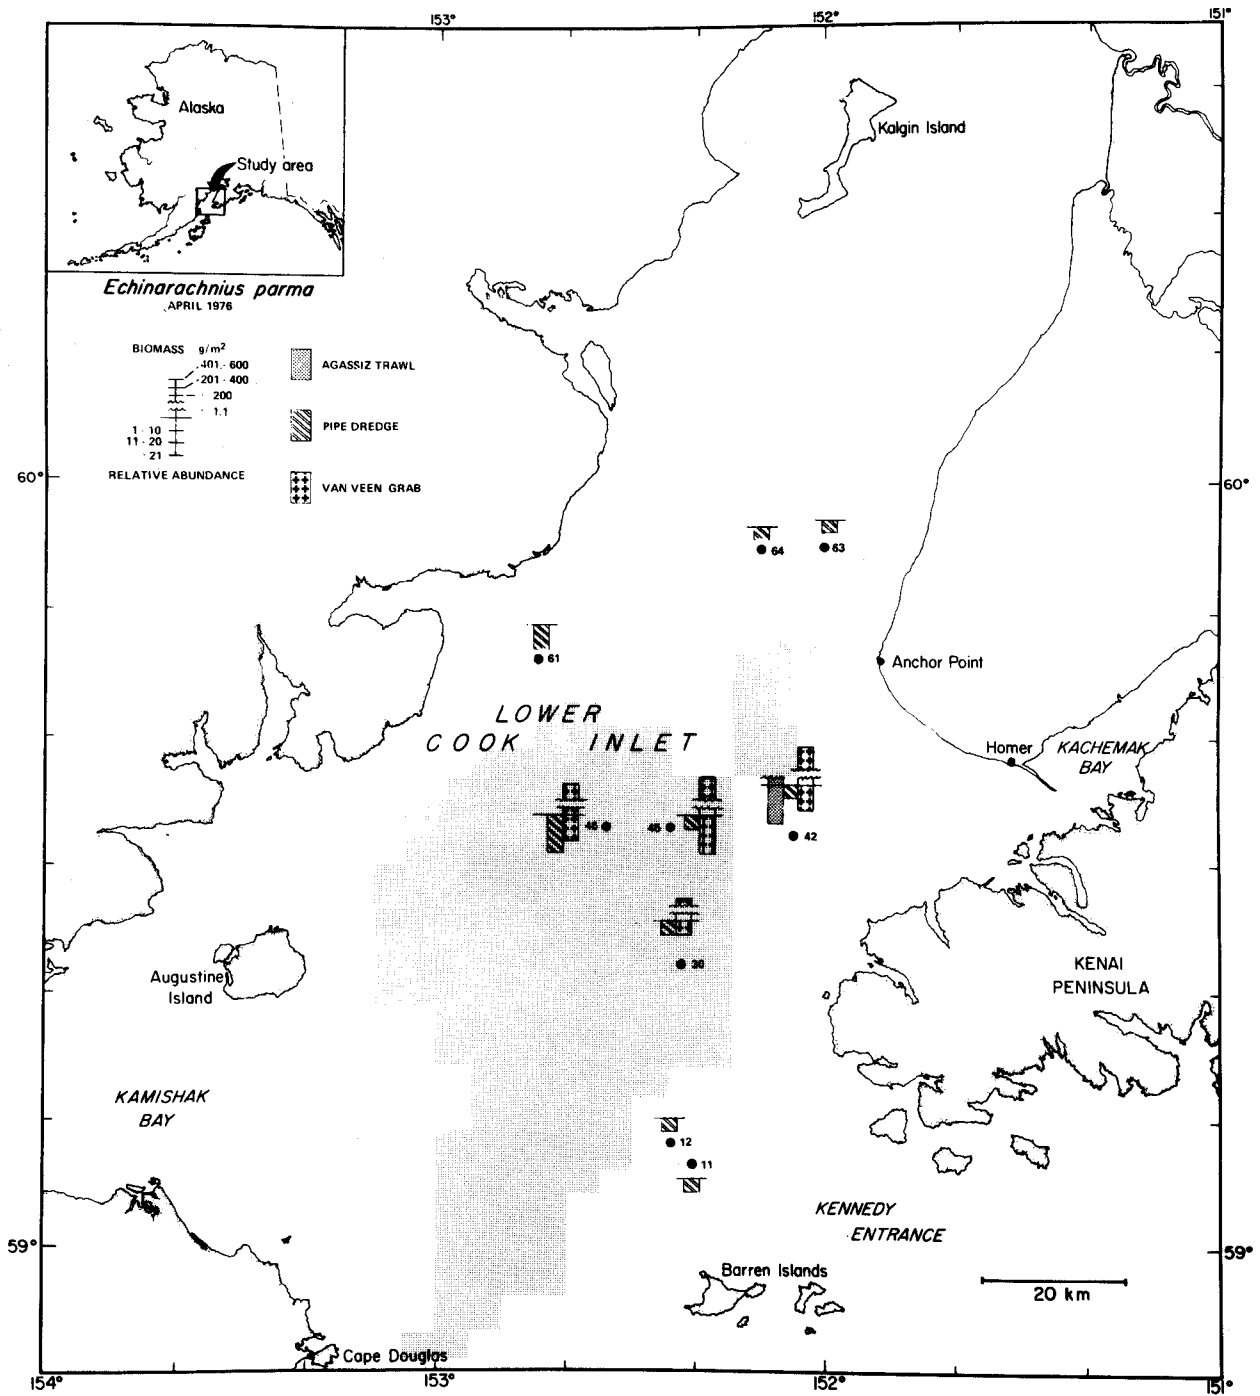 153°
152°
151°
Alaska
Study area
Kalgin Island
Echinarachnius parma
APRIL 1976
BIOMASS g/m2
401 - 600
201 - 400
200
1.1
1 - 10
11 - 20
21
RELATIVE ABUNDANCE
AGASSIZ TRAWL
PIPE DREDGE
VAN VEEN GRAB
60°
60°
64
63
61
Anchor Point
LOWER
COOK INLET
Homer
KACHEMAK
BAY
42
Augustine
Island
KENAI
PENINSULA
KAMISHAK
BAY
12
11
KENNEDY
ENTRANCE
59°
59°
Barren Islands
20 km
Cape Douglas
154°
153°
152°
151°